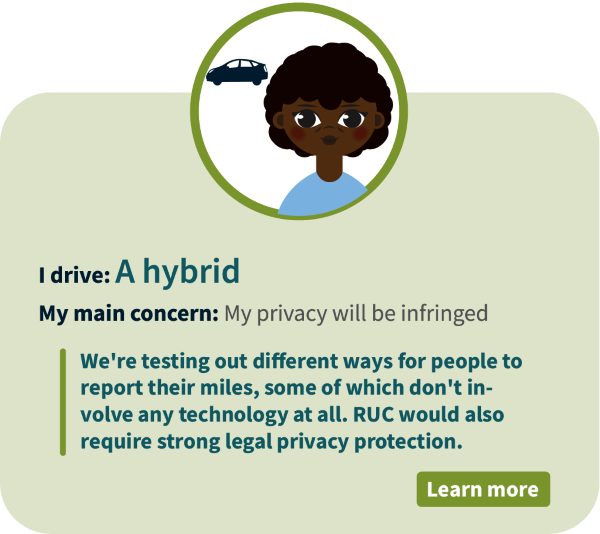 I drive: A hybrid
My main concern: My privacy will be infringed
We're testing out different ways for people to
report their miles, some of which don't in-
volve any technology at all. RUC would also
require strong legal privacy protection.
Learn more